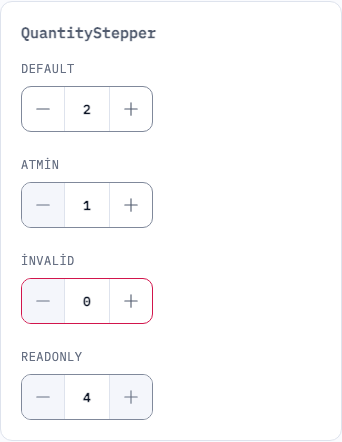 QuantityStepper
DEFAULT
— 2 +
ATMİN
— 1 +
İNVALİD
— 0 +
READONLY
— 4 +